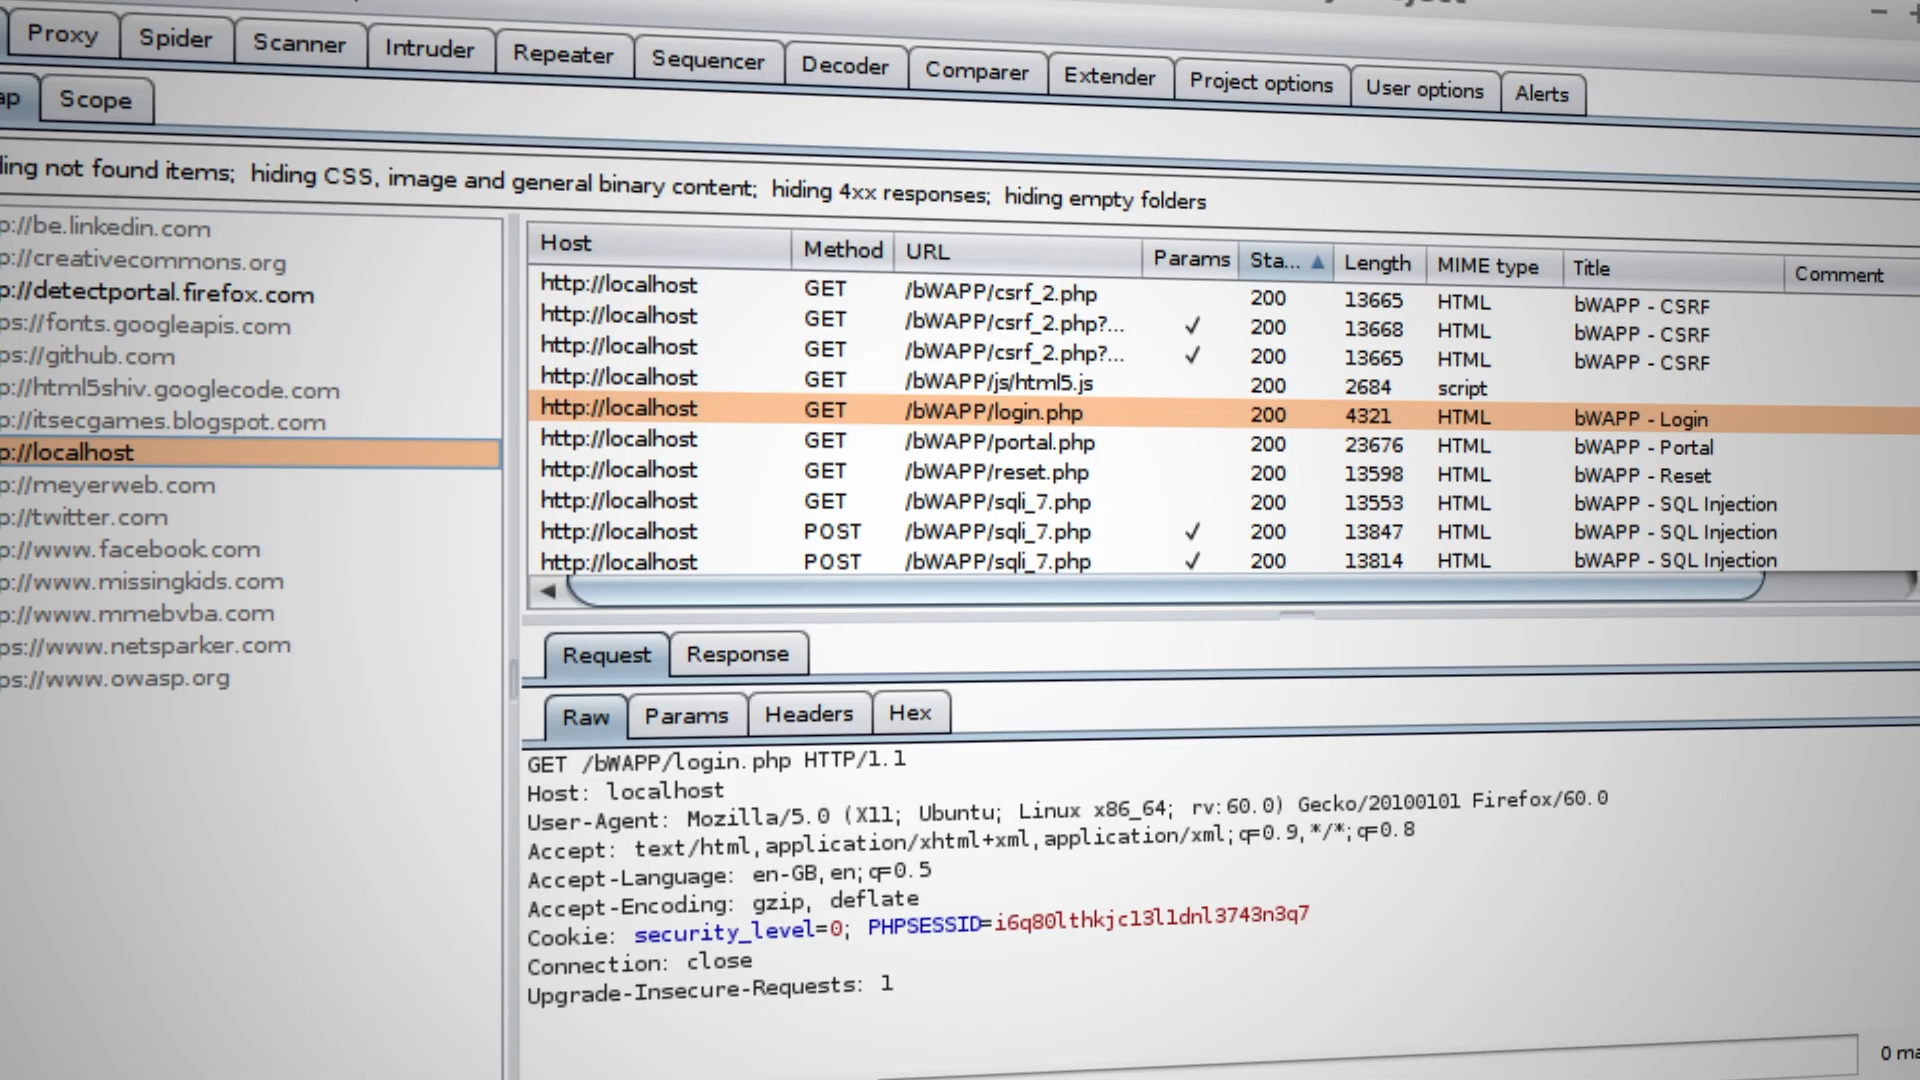 Proxy Spider Scanner Intruder Repeater Sequencer Decoder Comparer Extender Project options User options Alerts
Scope
not found items; hiding CSS, image and general binary content; hiding 4xx responses; hiding empty folders
p://be.linkedin.com
p://creativecommons.org
p://detectportal.firefox.com
ps://fonts.googleapis.com
ps://github.com
p://html5shiv.googlecode.com
p://itsecgames.blogspot.com
p://localhost
p://meyerweb.com
p://twitter.com
p://www.facebook.com
p://www.missingkids.com
p://www.mmebvba.com
ps://www.netsparker.com
ps://www.owasp.org
Host Method URL Params Sta... Length MIME type Title Comment
http://localhost GET /bWAPP/csrf_2.php 200 13665 HTML bWAPP - CSRF
http://localhost GET /bWAPP/csrf_2.php?... ✓ 200 13668 HTML bWAPP - CSRF
http://localhost GET /bWAPP/csrf_2.php?... ✓ 200 13665 HTML bWAPP - CSRF
http://localhost GET /bWAPP/js/html5.js 200 2684 script
http://localhost GET /bWAPP/login.php 200 4321 HTML bWAPP - Login
http://localhost GET /bWAPP/portal.php 200 23676 HTML bWAPP - Portal
http://localhost GET /bWAPP/reset.php 200 13598 HTML bWAPP - Reset
http://localhost GET /bWAPP/sqli_7.php 200 13553 HTML bWAPP - SQL Injection
http://localhost POST /bWAPP/sqli_7.php ✓ 200 13847 HTML bWAPP - SQL Injection
http://localhost POST /bWAPP/sqli_7.php ✓ 200 13814 HTML bWAPP - SQL Injection
Request Response
Raw Params Headers Hex
GET /bWAPP/login.php HTTP/1.1
Host: localhost
User-Agent: Mozilla/5.0 (X11; Ubuntu; Linux x86_64; rv:60.0) Gecko/20100101 Firefox/60.0
Accept: text/html,application/xhtml+xml,application/xml;q=0.9,*/*;q=0.8
Accept-Language: en-GB,en;q=0.5
Accept-Encoding: gzip, deflate
Cookie: security_level=0; PHPSESSID=i6q80lthkjc13l1dnl3743n3q7
Connection: close
Upgrade-Insecure-Requests: 1
0